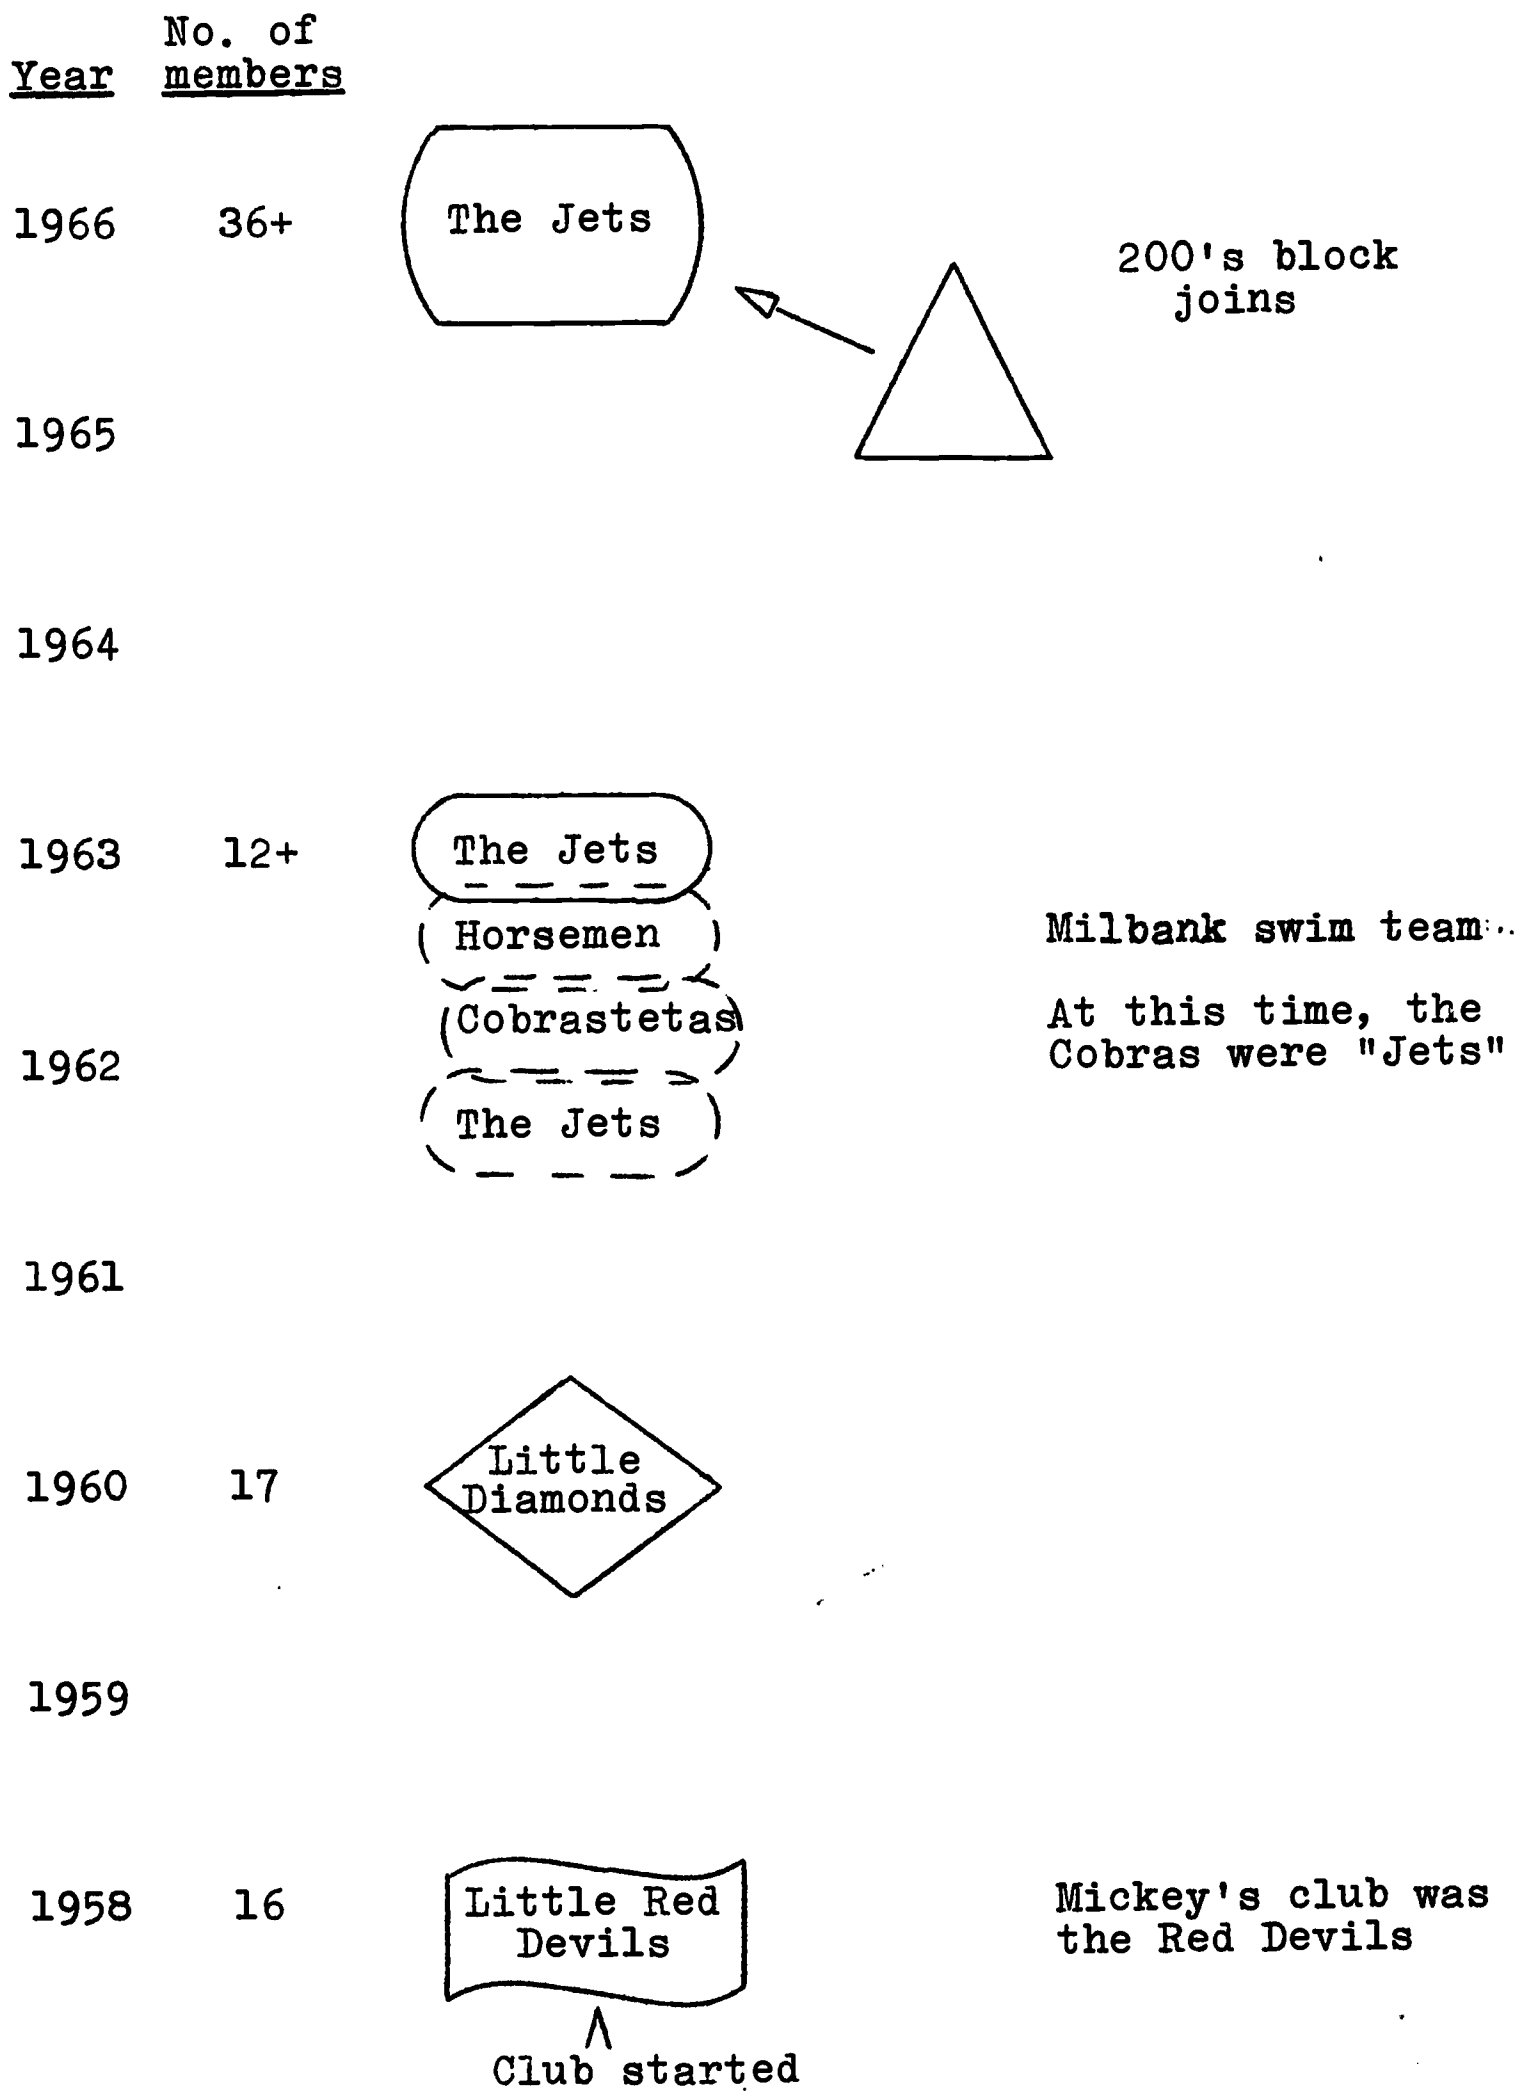 No. of
Year members
1966 36+ The Jets
200's block
joins
1965
1964
1963 12+ The Jets
Horsemen Milbank swim team
Cobrastetas At this time, the
1962 Cobras were "Jets"
The Jets
1961
Little
1960 17 Diamonds
1959
1958 16 Little Red Mickey's club was
Devils the Red Devils
Club started